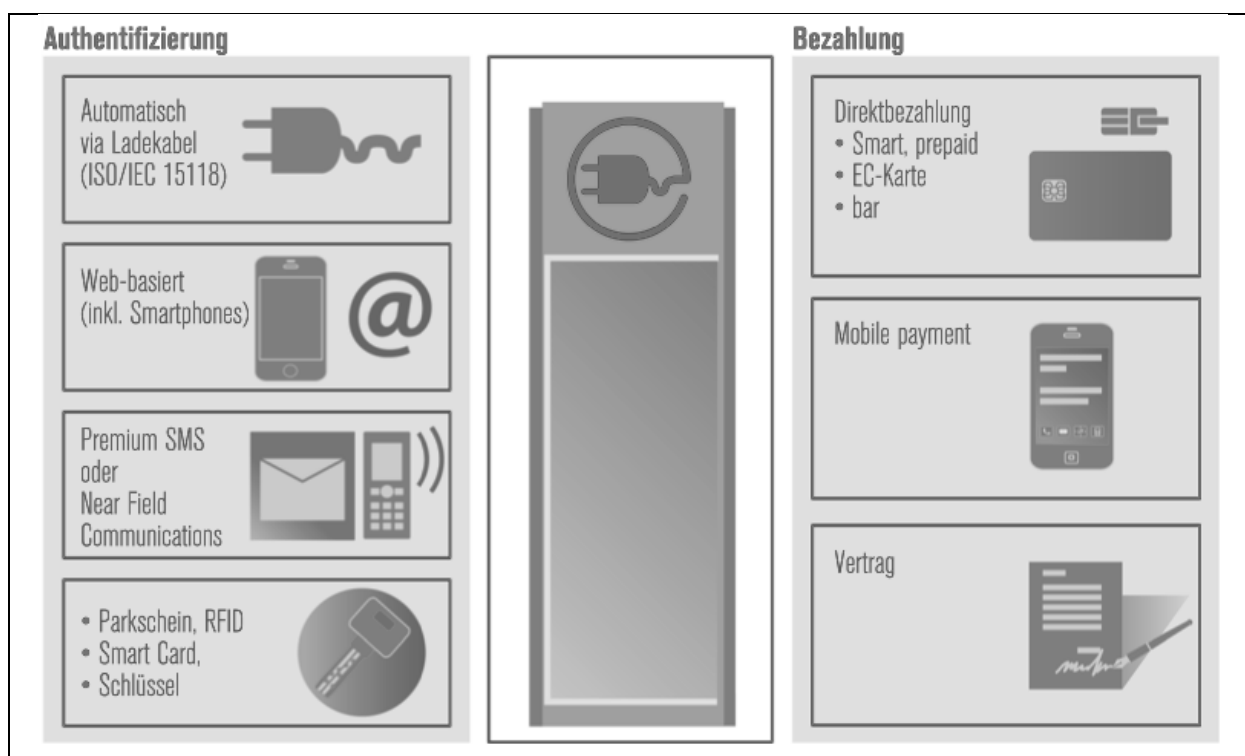 Authentifizierung
Automatisch
via Ladekabel
(ISO/IEC 15118)
Web-basiert
(inkl. Smartphones)
@
Premium SMS
oder
Near Field
Communications
• Parkschein, RFID
• Smart Card,
• Schlüssel
Bezahlung
Direktbezahlung
• Smart, prepaid
• EC-Karte
• bar
Mobile payment
Vertrag